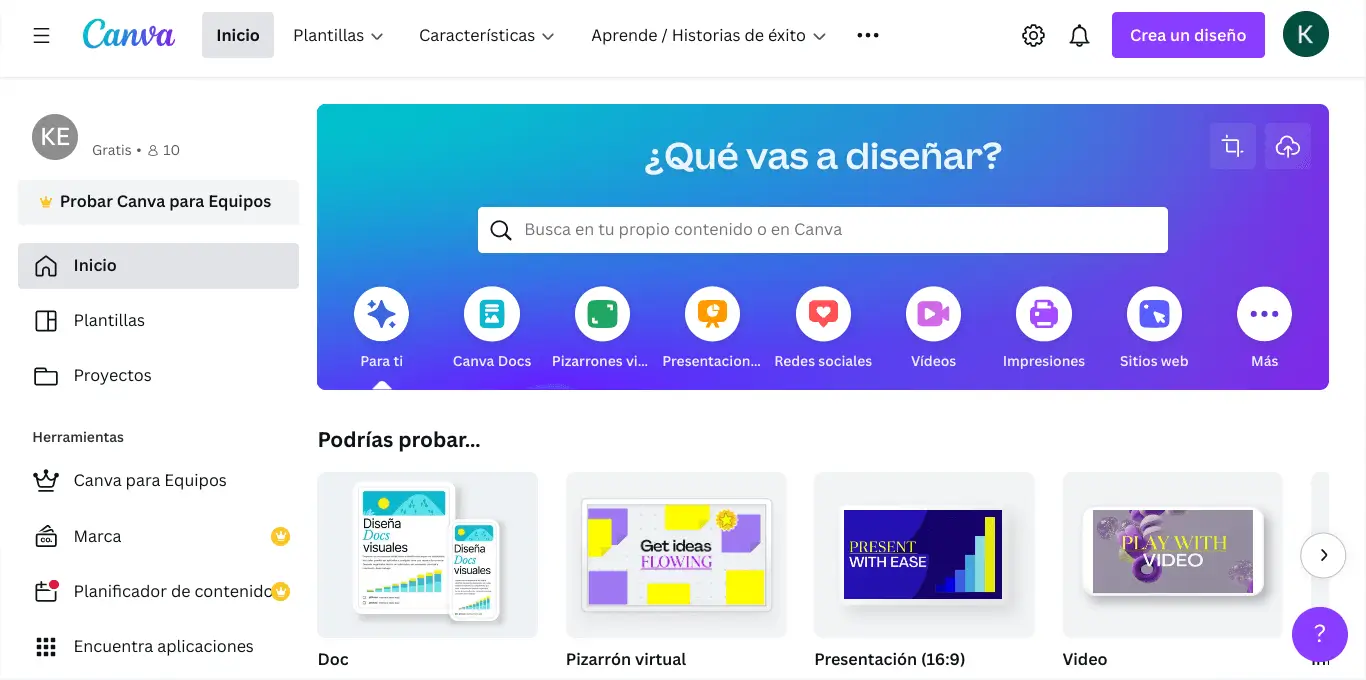 Canva
Inicio
Plantillas
Características
Aprende / Historias de éxito
Crea un diseño
K
KE
Gratis • 10
Probar Canva para Equipos
Inicio
Plantillas
Proyectos
Herramientas
Canva para Equipos
Marca
Planificador de contenido
Encuentra aplicaciones
¿Qué vas a diseñar?
Busca en tu propio contenido o en Canva
Para ti
Canva Docs
Pizarrones vi...
Presentacion...
Redes sociales
Vídeos
Impresiones
Sitios web
Más
Podrías probar...
Diseña
Docs
visuales
Diseña
Docs
visuales
Get ideas
FLOWING
PRESENT
WITH EASE
PLAY WITH
VIDEO
Doc
Pizarrón virtual
Presentación (16:9)
Video
?